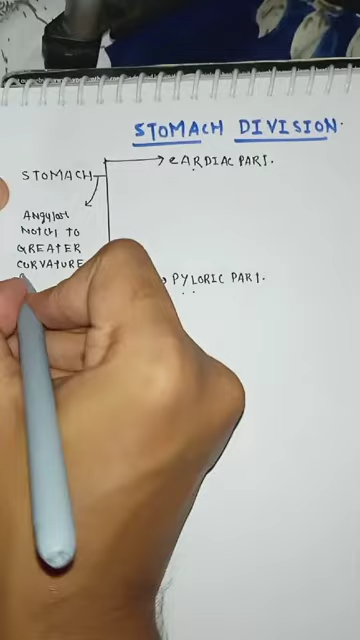 STOMACH DIVISION.
STOMACH
CARDIAC PART.
Angular
Notch TO
GREATER
CURVATURE
PYLORIC PART.